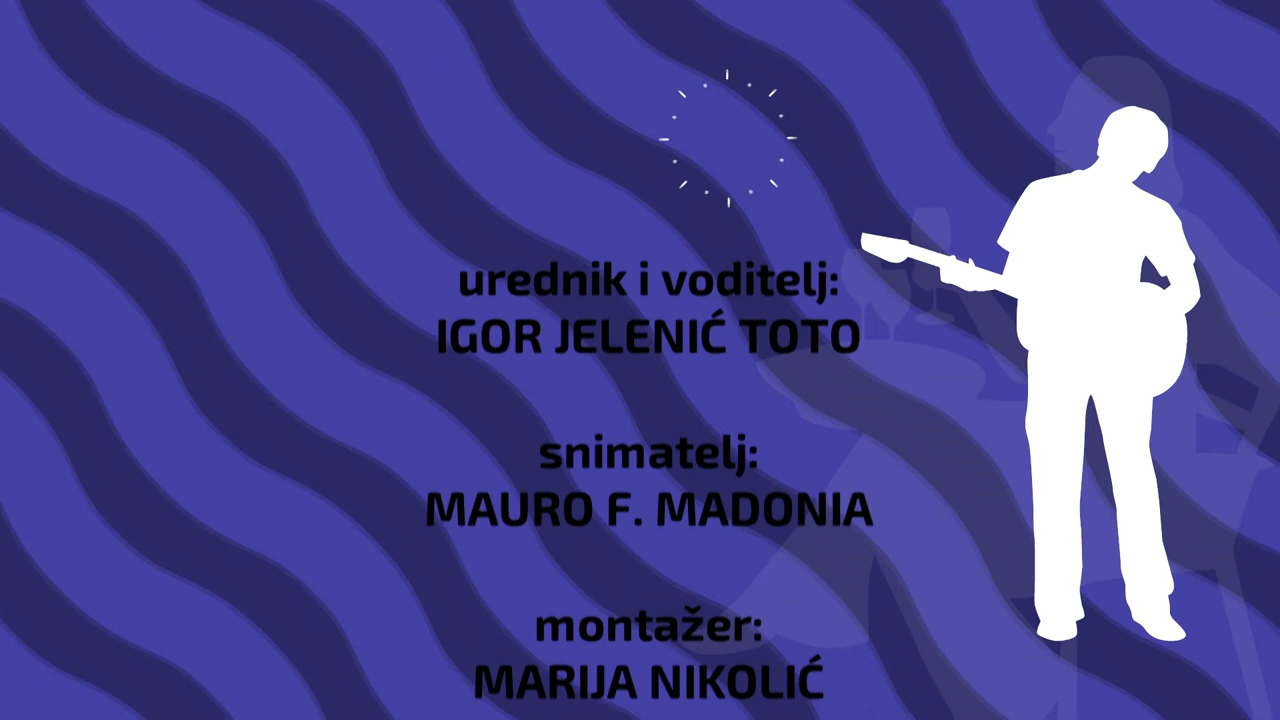 urednik i voditelj:
IGOR JELENIĆ TOTO
snimatelj:
MAURO F. MADONIA
montažer:
MARIJA NIKOLIĆ